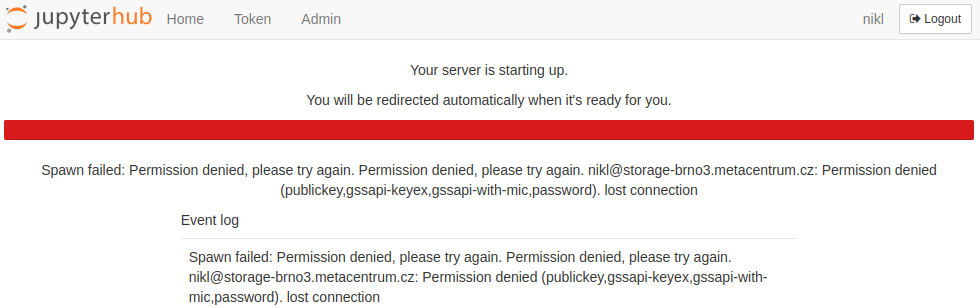 jupyterhub Home Token Admin nikl Logout
Your server is starting up.
You will be redirected automatically when it's ready for you.
Spawn failed: Permission denied, please try again. Permission denied, please try again. nikl@storage-brno3.metacentrum.cz: Permission denied
(publickey,gssapi-keyex,gssapi-with-mic,password). lost connection
Event log
Spawn failed: Permission denied, please try again. Permission denied, please try again.
nikl@storage-brno3.metacentrum.cz: Permission denied (publickey,gssapi-keyex,gssapi-with-
mic,password). lost connection